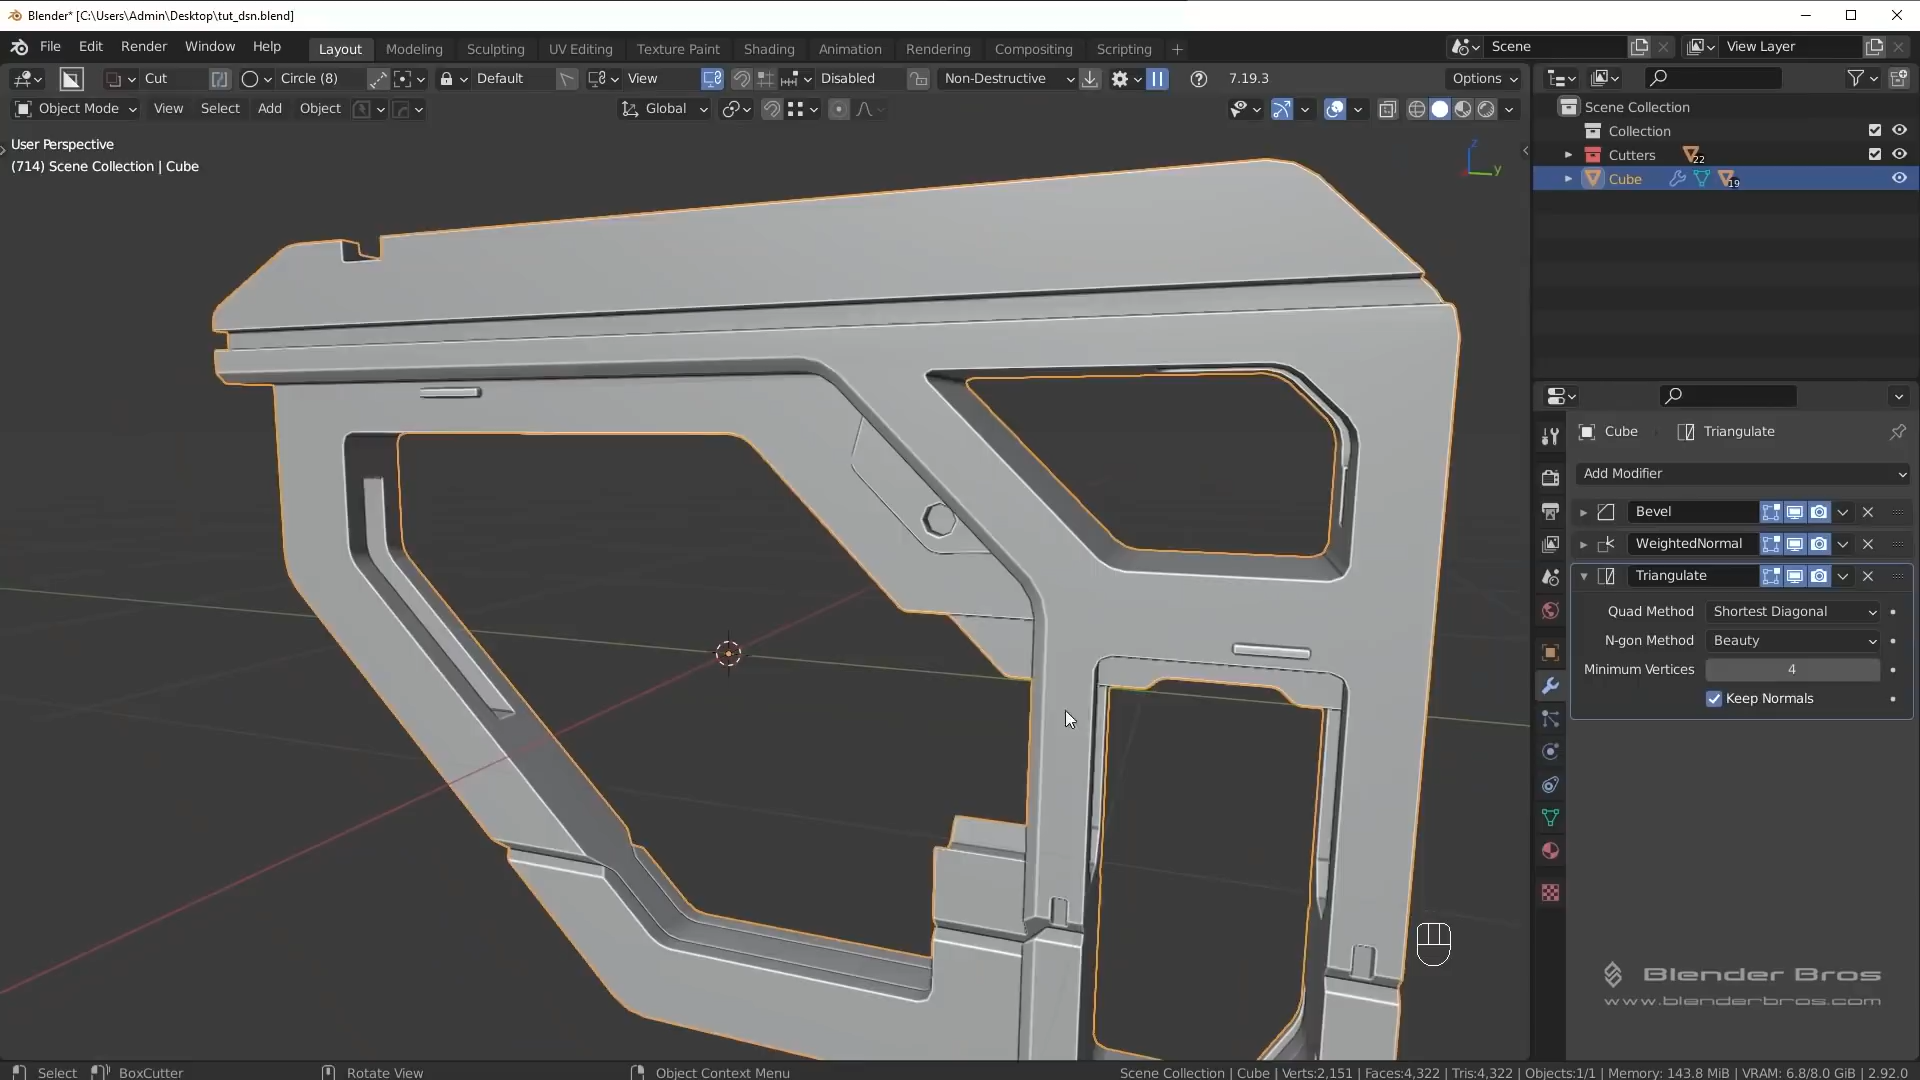 Blender* [C:\Users\Admin\Desktop\tut_dsn.blend]
File Edit Render Window Help Layout Modeling Sculpting UV Editing Texture Paint Shading Animation Rendering Compositing Scripting + Scene View Layer
Cut Circle (8) Default View Disabled Non-Destructive 7.19.3 Options
Object Mode View Select Add Object Global
User Perspective
(714) Scene Collection | Cube
Z
Y
Scene Collection
Collection
Cutters 22
Cube 19
Cube Triangulate
Add Modifier
Bevel
WeightedNormal
Triangulate
Quad Method Shortest Diagonal
N-gon Method Beauty
Minimum Vertices 4
Keep Normals
Blender Bros
www.blenderbros.com
Select BoxCutter Rotate View Object Context Menu Scene Collection | Cube | Verts:2,151 | Faces:4,322 | Tris:4,322 | Objects:1/1 | Memory: 143.8 MiB | VRAM: 6.8/8.0 GiB | 2.92.0